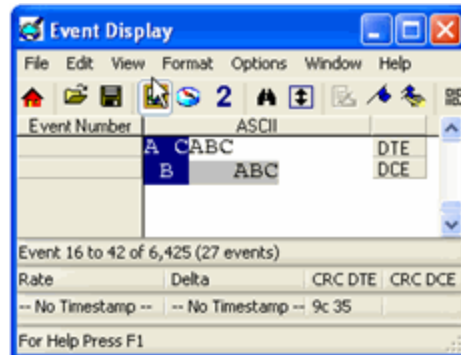 Event Display
File Edit View Format Options Window Help
2
Event Number ASCII
A CABC DTE
B ABC DCE
Event 16 to 42 of 6,425 (27 events)
Rate Delta CRC DTE CRC DCE
-- No Timestamp -- -- No Timestamp -- 9c 35
For Help Press F1